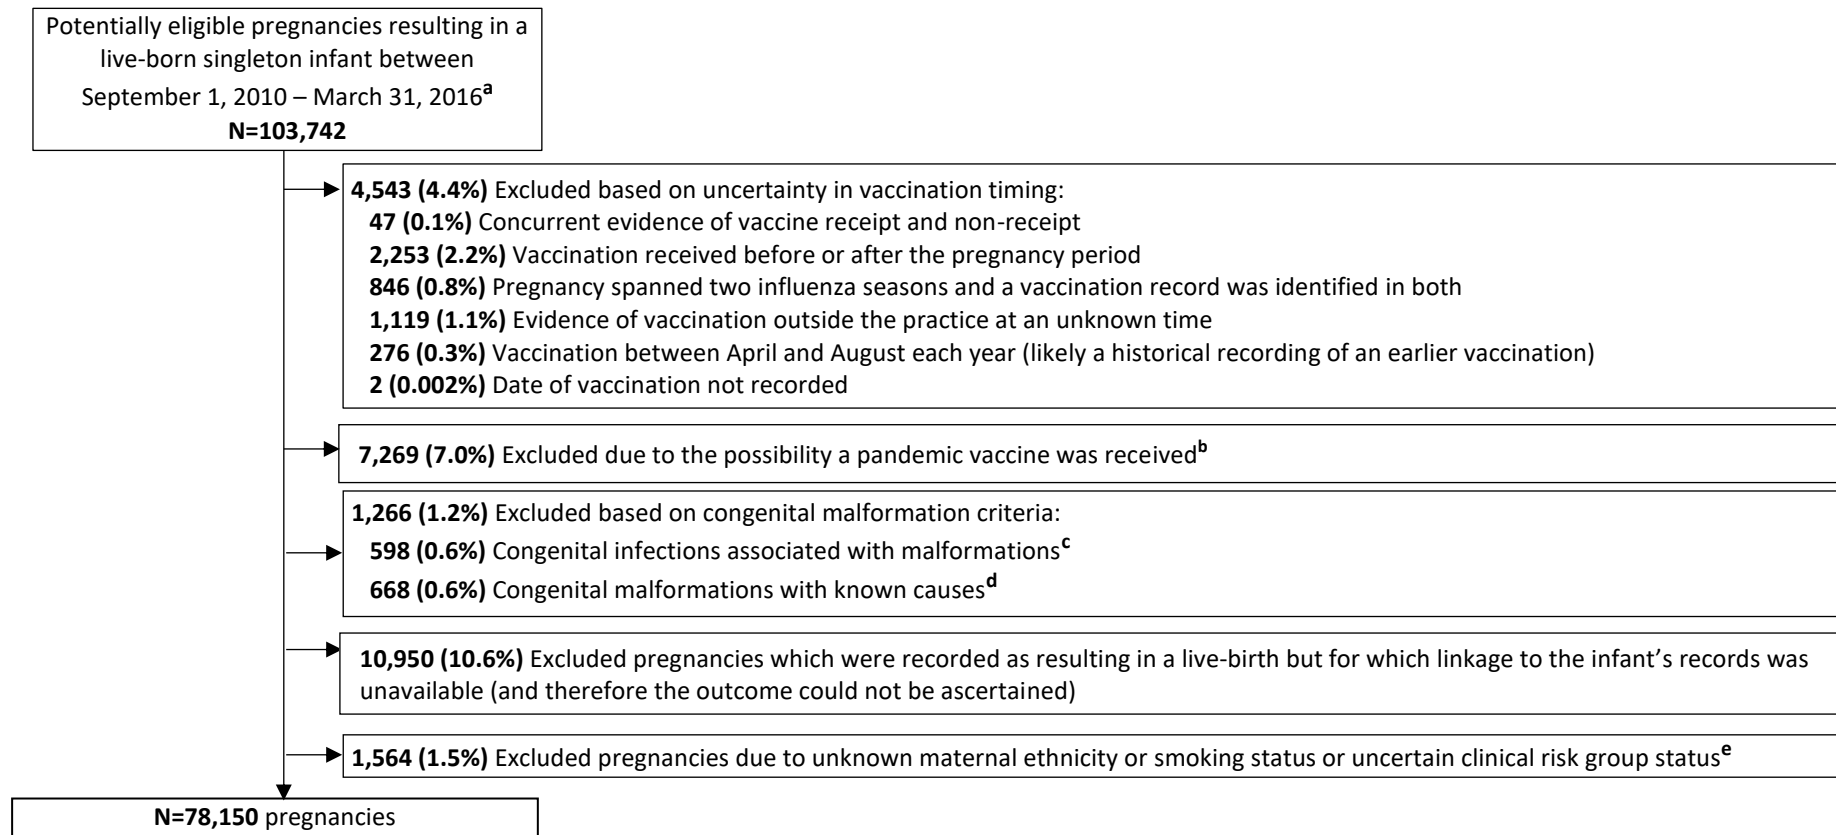 Potentially eligible pregnancies resulting in a
live-born singleton infant between
September 1, 2010 – March 31, 2016a
N=103,742
4,543 (4.4%) Excluded based on uncertainty in vaccination timing:
47 (0.1%) Concurrent evidence of vaccine receipt and non-receipt
2,253 (2.2%) Vaccination received before or after the pregnancy period
846 (0.8%) Pregnancy spanned two influenza seasons and a vaccination record was identified in both
1,119 (1.1%) Evidence of vaccination outside the practice at an unknown time
276 (0.3%) Vaccination between April and August each year (likely a historical recording of an earlier vaccination)
2 (0.002%) Date of vaccination not recorded
7,269 (7.0%) Excluded due to the possibility a pandemic vaccine was receivedb
1,266 (1.2%) Excluded based on congenital malformation criteria:
598 (0.6%) Congenital infections associated with malformationsc
668 (0.6%) Congenital malformations with known causesd
10,950 (10.6%) Excluded pregnancies which were recorded as resulting in a live-birth but for which linkage to the infant’s records was
unavailable (and therefore the outcome could not be ascertained)
1,564 (1.5%) Excluded pregnancies due to unknown maternal ethnicity or smoking status or uncertain clinical risk group statuse
N=78,150 pregnancies